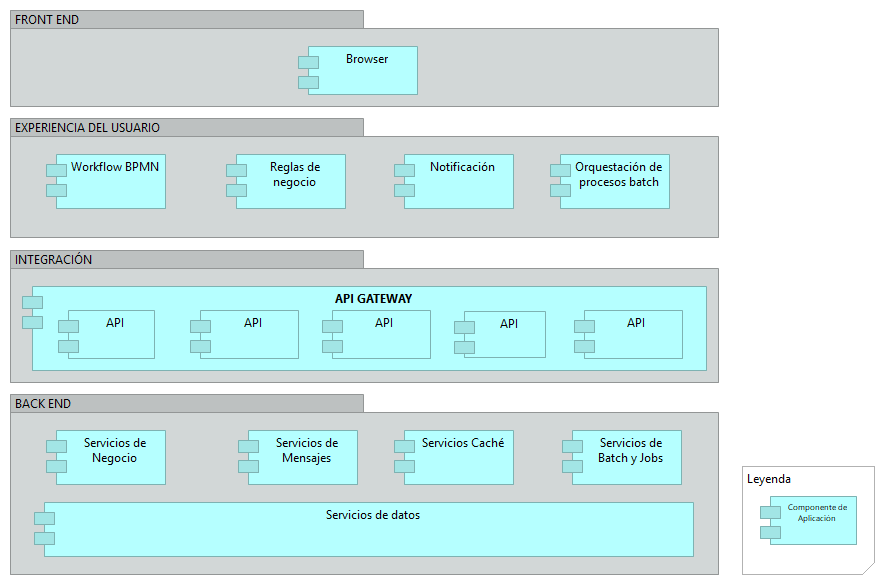 FRONT END
Browser
EXPERIENCIA DEL USUARIO
Workflow BPMN
Reglas de
negocio
Notificación
Orquestación de
procesos batch
INTEGRACIÓN
API GATEWAY
API
API
API
API
API
BACK END
Servicios de
Negocio
Servicios de
Mensajes
Servicios Caché
Servicios de
Batch y Jobs
Servicios de datos
Leyenda
Componente de
Aplicación